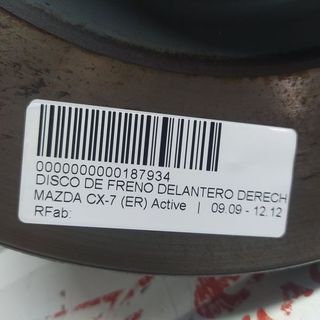 0000000000187934
DISCO DE FRENO DELANTERO DERECH
MAZDA CX-7 (ER) Active | 09.09 - 12.12
RFab: